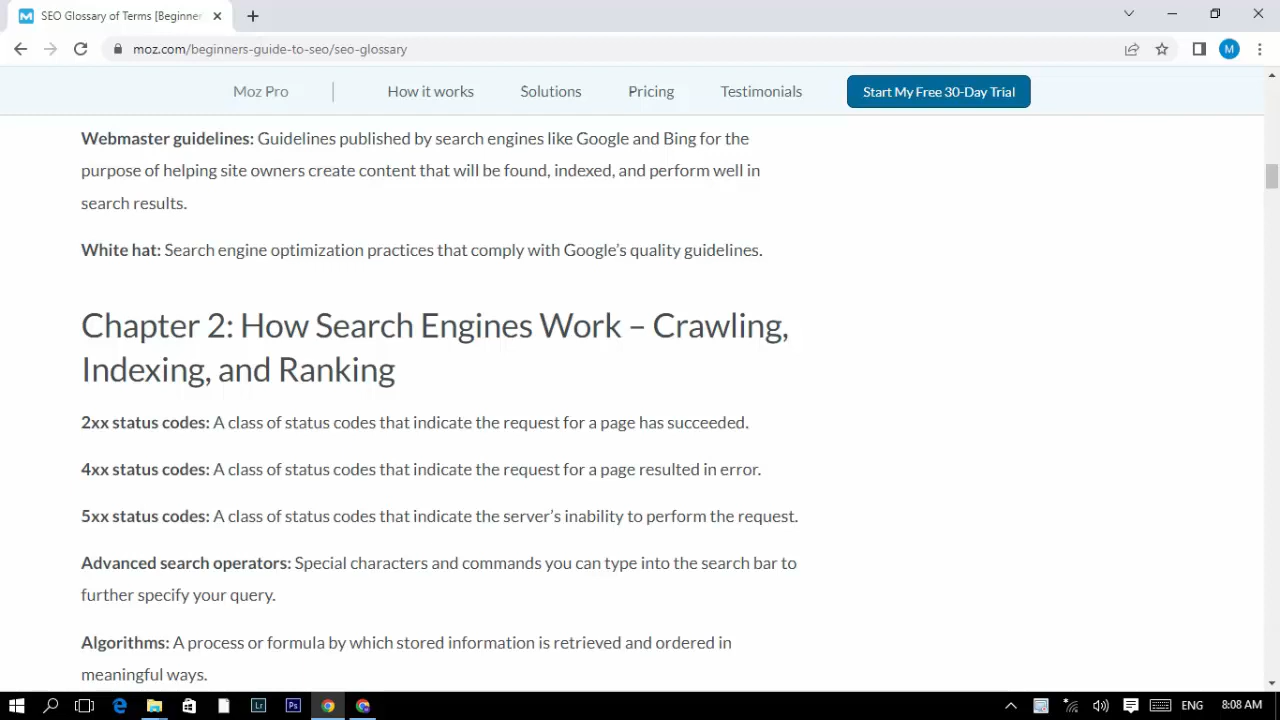 SEO Glossary of Terms [Beginner
moz.com/beginners-guide-to-seo/seo-glossary
M
Moz Pro
How it works
Solutions
Pricing
Testimonials
Start My Free 30-Day Trial
Webmaster guidelines: Guidelines published by search engines like Google and Bing for the
purpose of helping site owners create content that will be found, indexed, and perform well in
search results.
White hat: Search engine optimization practices that comply with Google’s quality guidelines.
Chapter 2: How Search Engines Work – Crawling,
Indexing, and Ranking
2xx status codes: A class of status codes that indicate the request for a page has succeeded.
4xx status codes: A class of status codes that indicate the request for a page resulted in error.
5xx status codes: A class of status codes that indicate the server’s inability to perform the request.
Advanced search operators: Special characters and commands you can type into the search bar to
further specify your query.
Algorithms: A process or formula by which stored information is retrieved and ordered in
meaningful ways.
Lr
Ps
ENG
8:08 AM